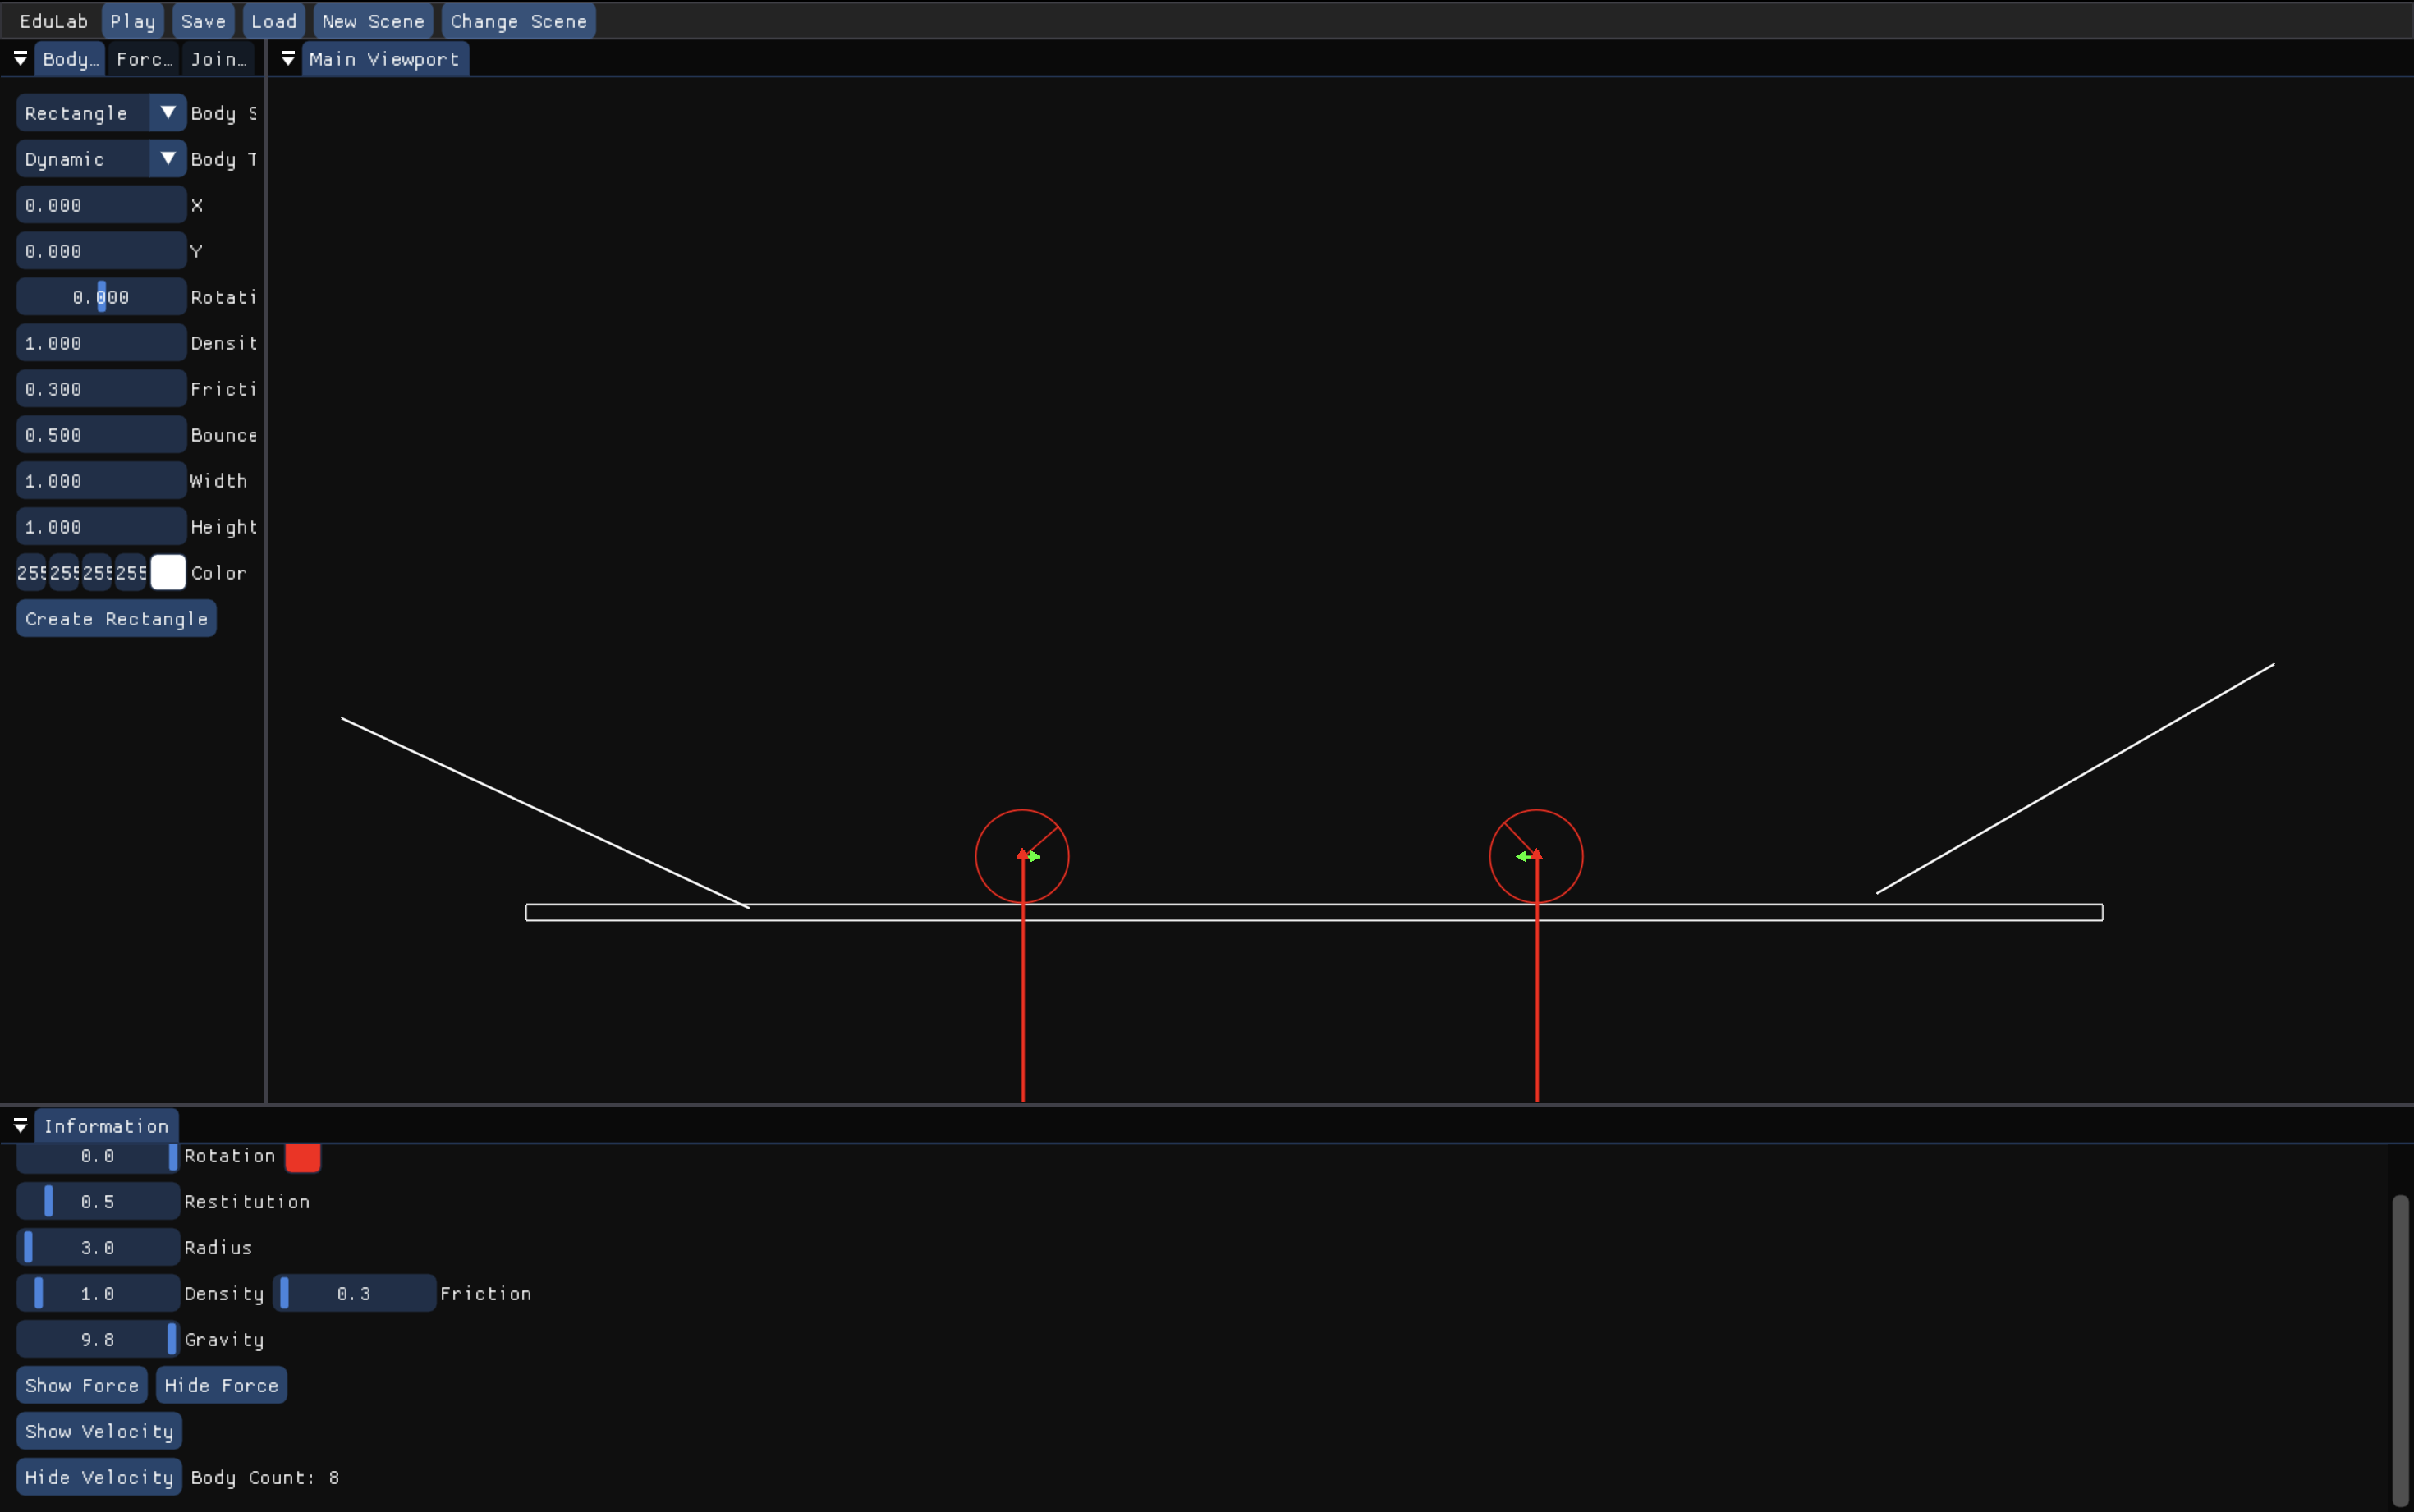 EduLab Play Save Load New Scene Change Scene
Body… Forc… Join… Main Viewport
Rectangle Body S
Dynamic Body T
0.000 X
0.000 Y
0.000 Rotati
1.000 Densit
0.300 Fricti
0.500 Bounce
1.000 Width
1.000 Height
255 255 255 255 Color
Create Rectangle
Information
0.0 Rotation
0.5 Restitution
3.0 Radius
1.0 Density 0.3 Friction
9.8 Gravity
Show Force Hide Force
Show Velocity
Hide Velocity Body Count: 8